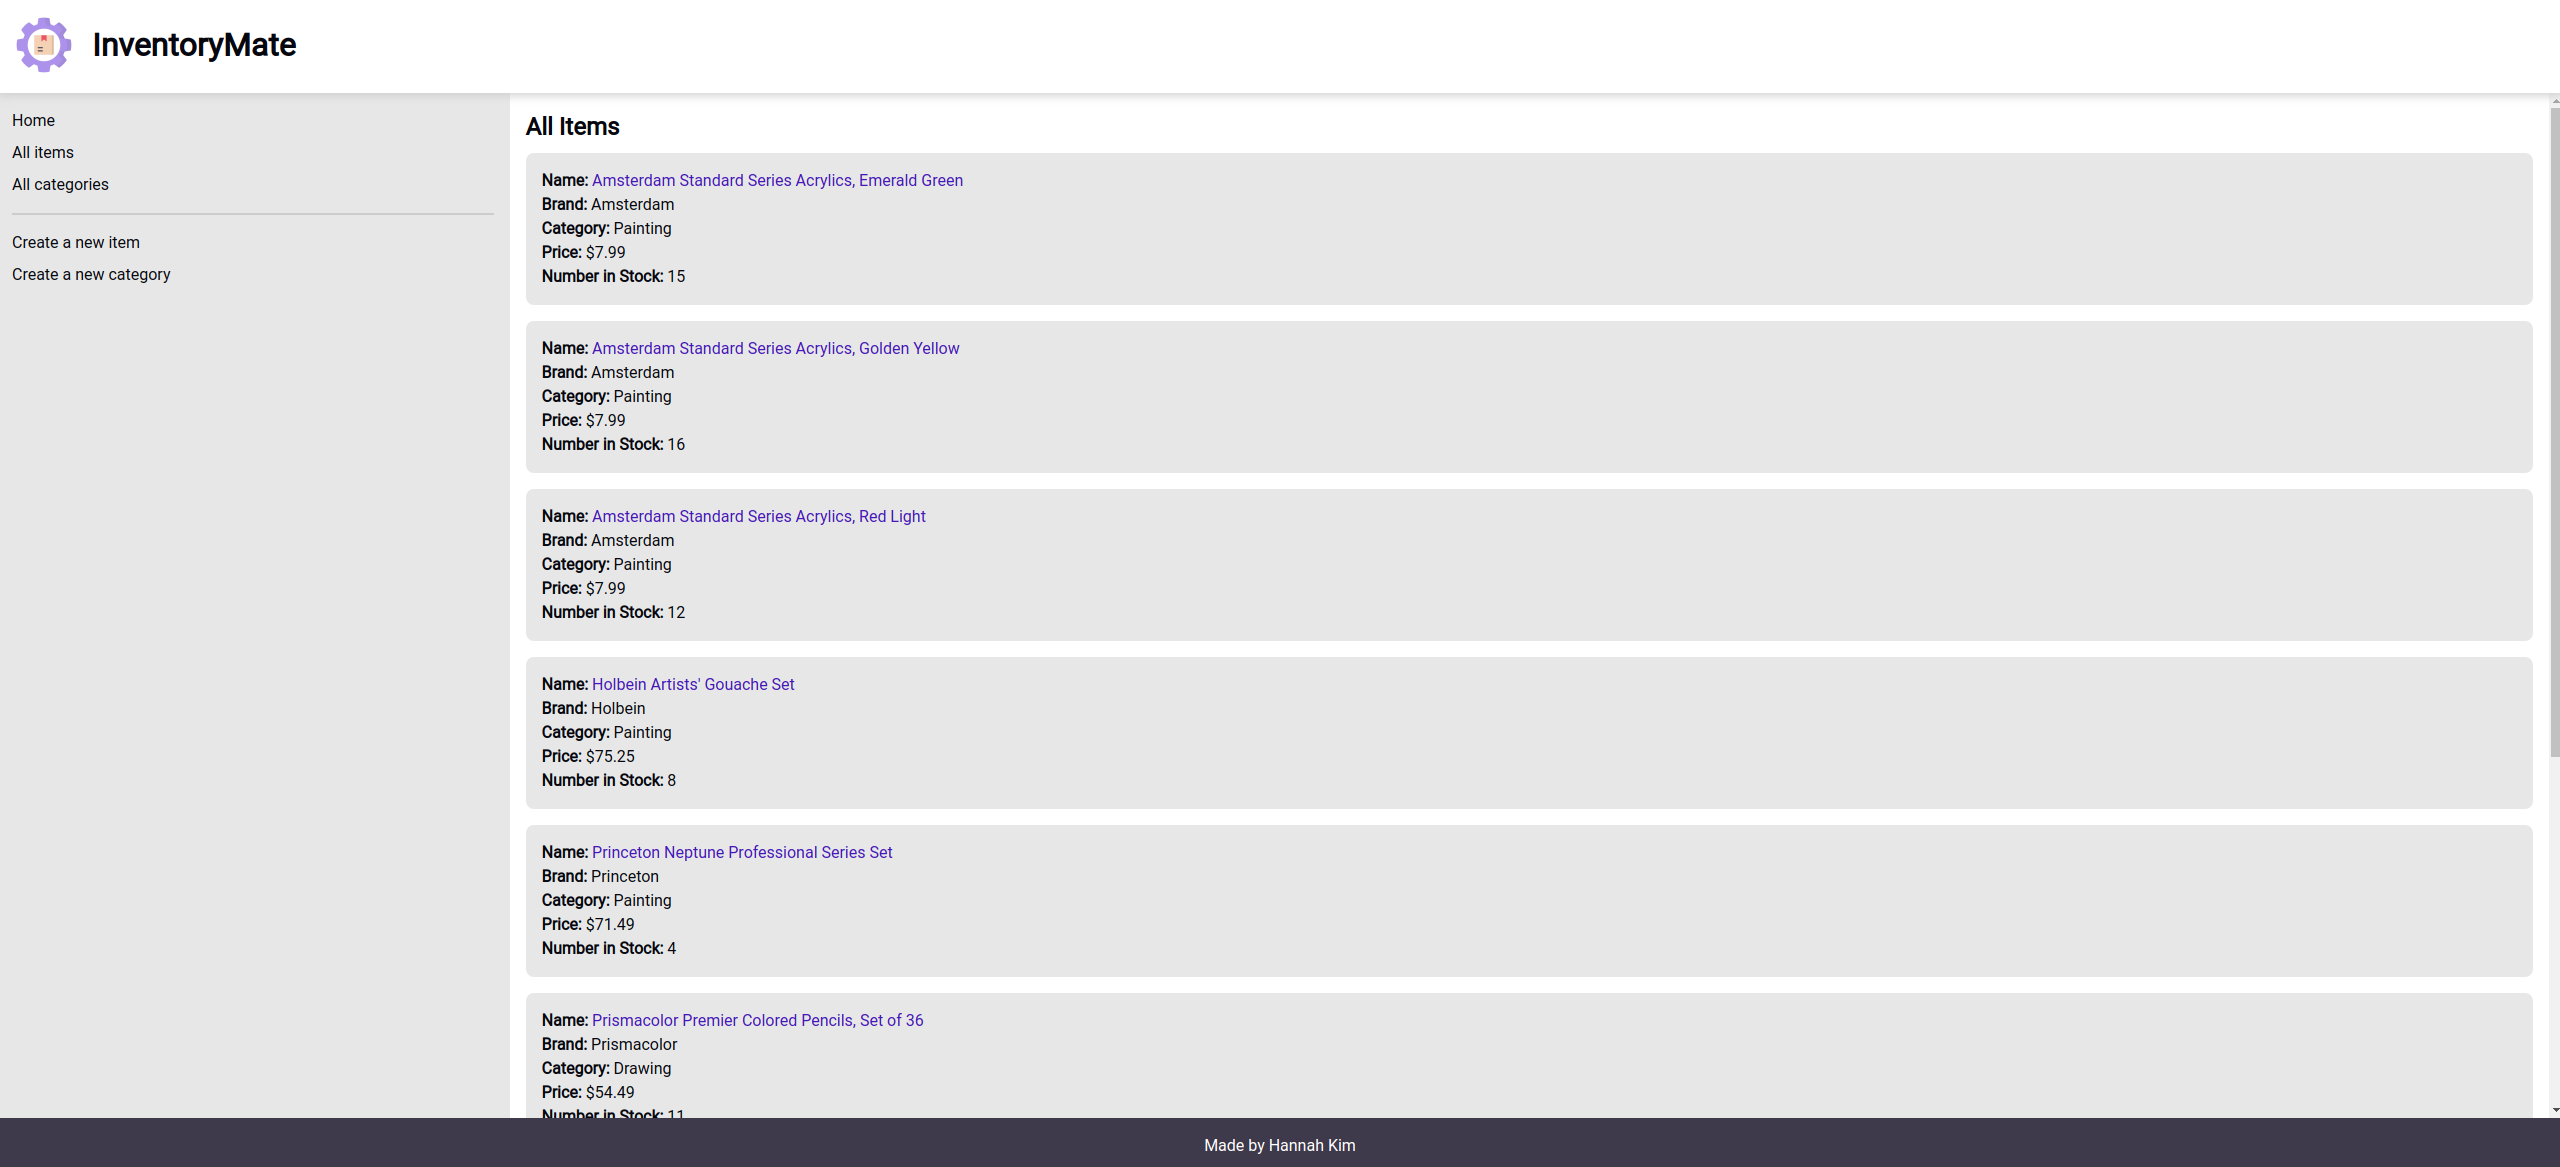 InventoryMate
Home
All items
All categories
Create a new item
Create a new category
All Items
Name: Amsterdam Standard Series Acrylics, Emerald Green
Brand: Amsterdam
Category: Painting
Price: $7.99
Number in Stock: 15
Name: Amsterdam Standard Series Acrylics, Golden Yellow
Brand: Amsterdam
Category: Painting
Price: $7.99
Number in Stock: 16
Name: Amsterdam Standard Series Acrylics, Red Light
Brand: Amsterdam
Category: Painting
Price: $7.99
Number in Stock: 12
Name: Holbein Artists' Gouache Set
Brand: Holbein
Category: Painting
Price: $75.25
Number in Stock: 8
Name: Princeton Neptune Professional Series Set
Brand: Princeton
Category: Painting
Price: $71.49
Number in Stock: 4
Name: Prismacolor Premier Colored Pencils, Set of 36
Brand: Prismacolor
Category: Drawing
Price: $54.49
Number in Stock: 11
Made by Hannah Kim